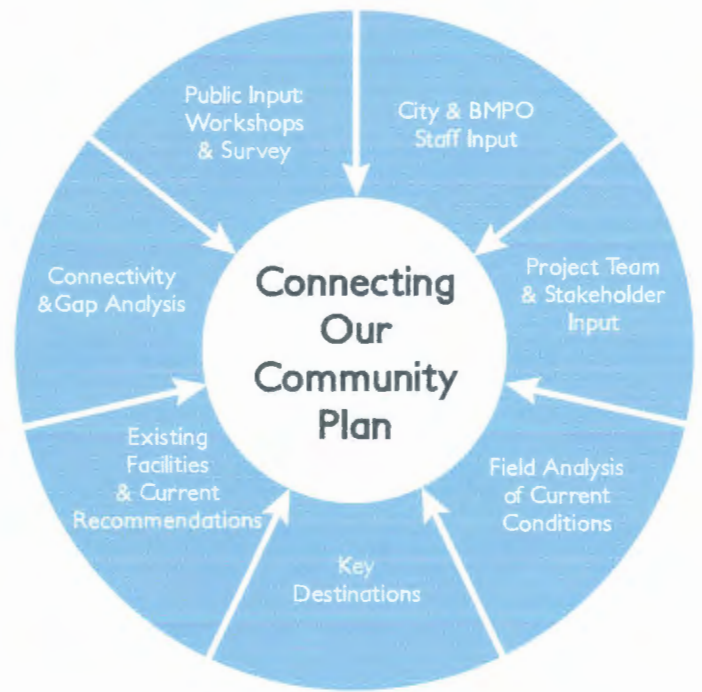 Public Input:
Workshops
& Survey
City & BMPO
Staff Input
Project Team
& Stakeholder
Input
Field Analysis
of Current
Conditions
Key
Destinations
Existing
Facilities
& Current
Recommendations
Connectivity
&Gap Analysis
Connecting
Our
Community
Plan